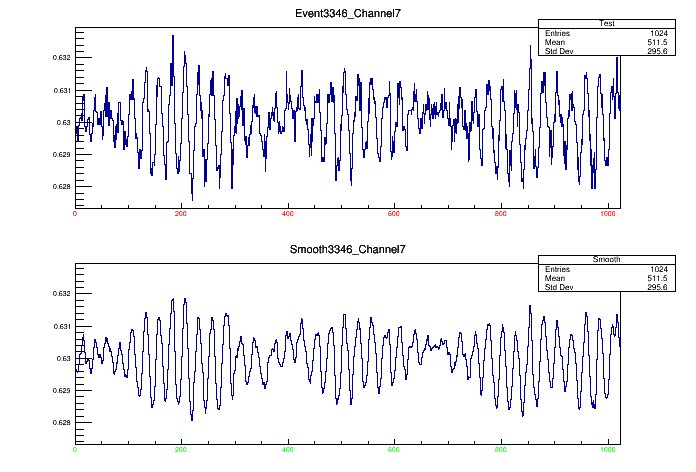 Event3346_Channel7
Test
Entries 1024
Mean 511.5
Std Dev 295.6
0.632
0.631
0.63
0.629
0.628
0 200 400 600 800 1000
Smooth3346_Channel7
Smooth
Entries 1024
Mean 511.5
Std Dev 295.6
0.632
0.631
0.63
0.629
0.628
0 200 400 600 800 1000